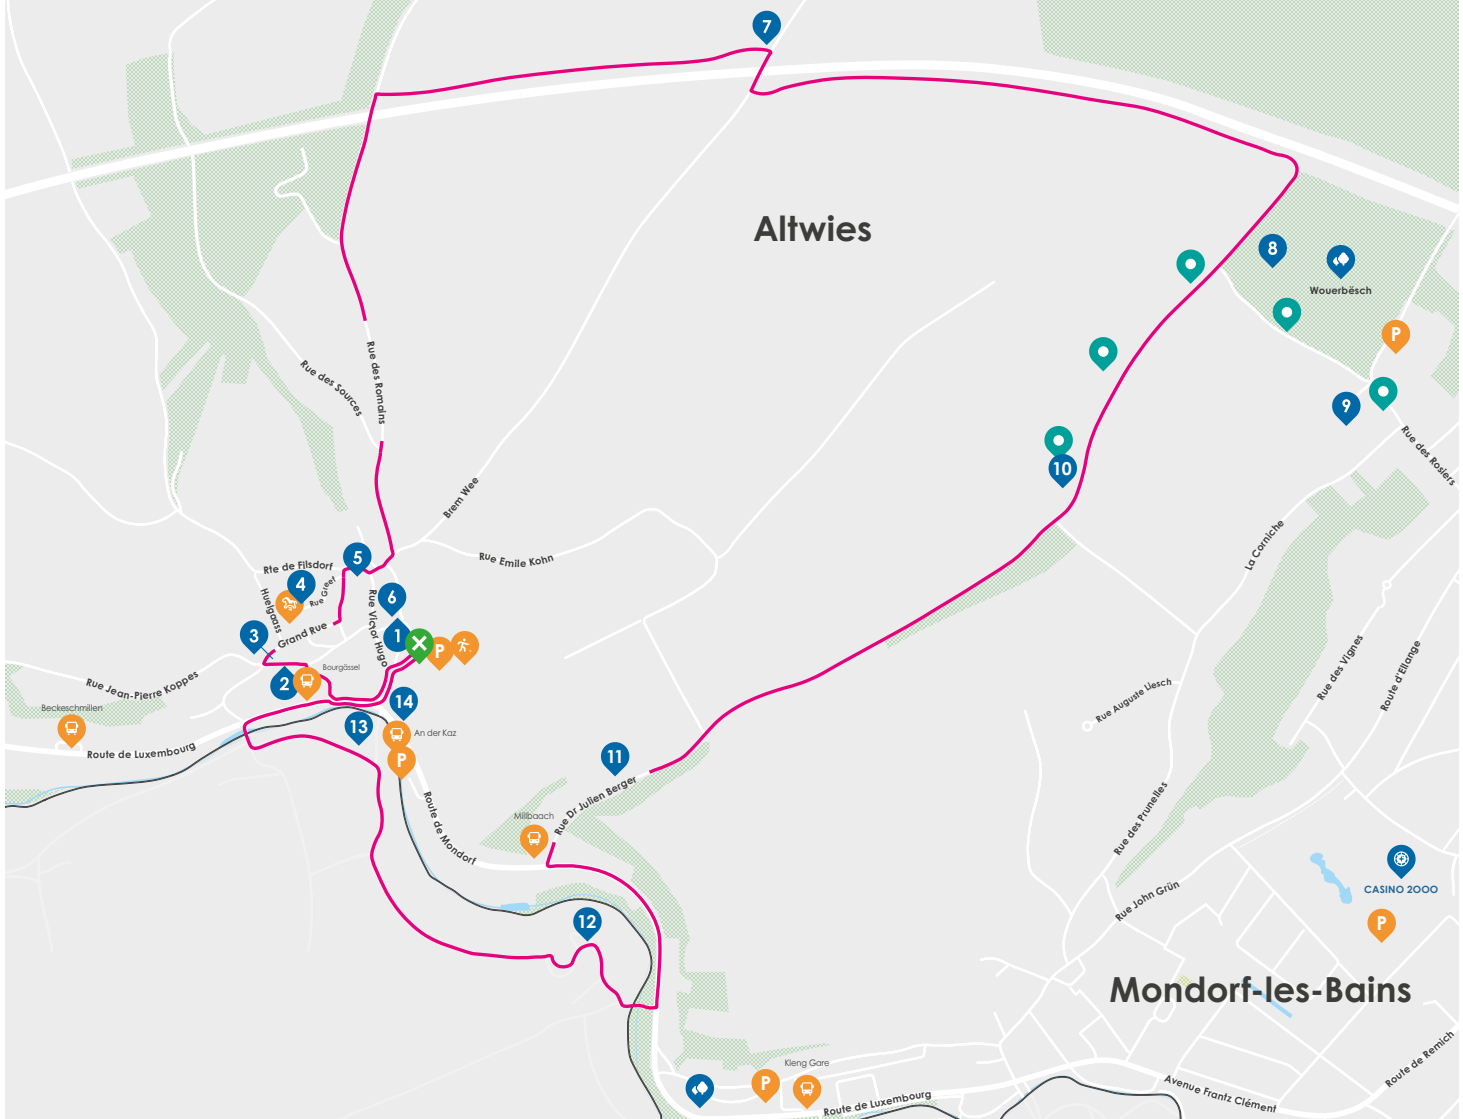 7
Altwies
8
Wouerbësch
P
9
Rue des Romains
Rue des Sources
10
Rue des Rosiers
Brem Wee
La Corniche
Rue Emile Kohn
5
Rte de Filsdorf
4
Rue Greef
6
Huelgaass
Rue Victor Hugo
3
Grand Rue
1
P
Bourgässel
2
Rue Jean-Pierre Koppes
Rue des Vignes
Route d'Ellange
Rue Auguste Liesch
14
Beckeschmillen
13
An der Kaz
Route de Luxembourg
P
11
Rue Dr Julien Berger
Route de Mondorf
Millbaach
Rue des Prunelles
CASINO 2000
Rue John Grün
P
12
Mondorf-les-Bains
Kleng Gare
P
Route de Remich
Route de Luxembourg
Avenue Frantz Clément